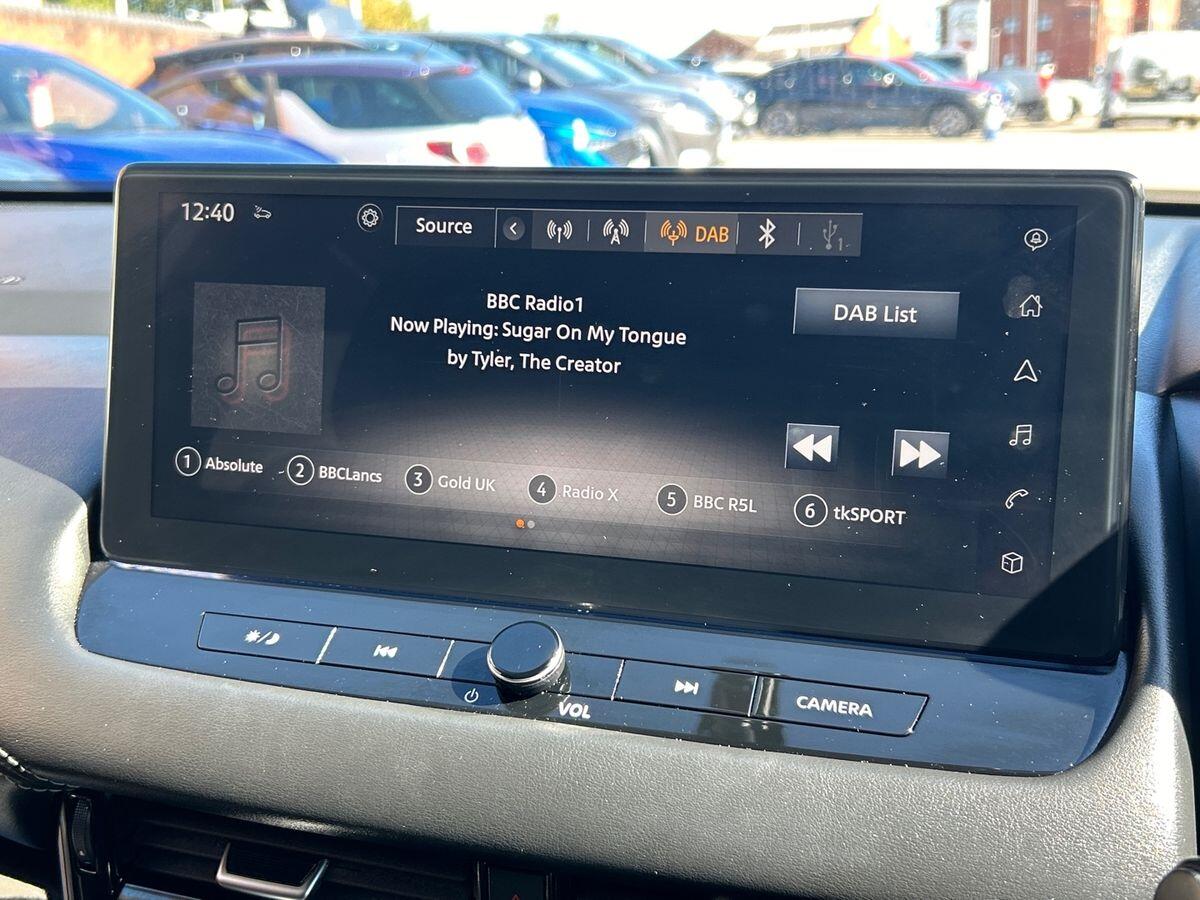 12:40
Source
DAB
1
BBC Radio1
Now Playing: Sugar On My Tongue
by Tyler, The Creator
DAB List
1 Absolute
2 BBCLancs
3 Gold UK
4 Radio X
5 BBC R5L
6 tkSPORT
VOL
CAMERA